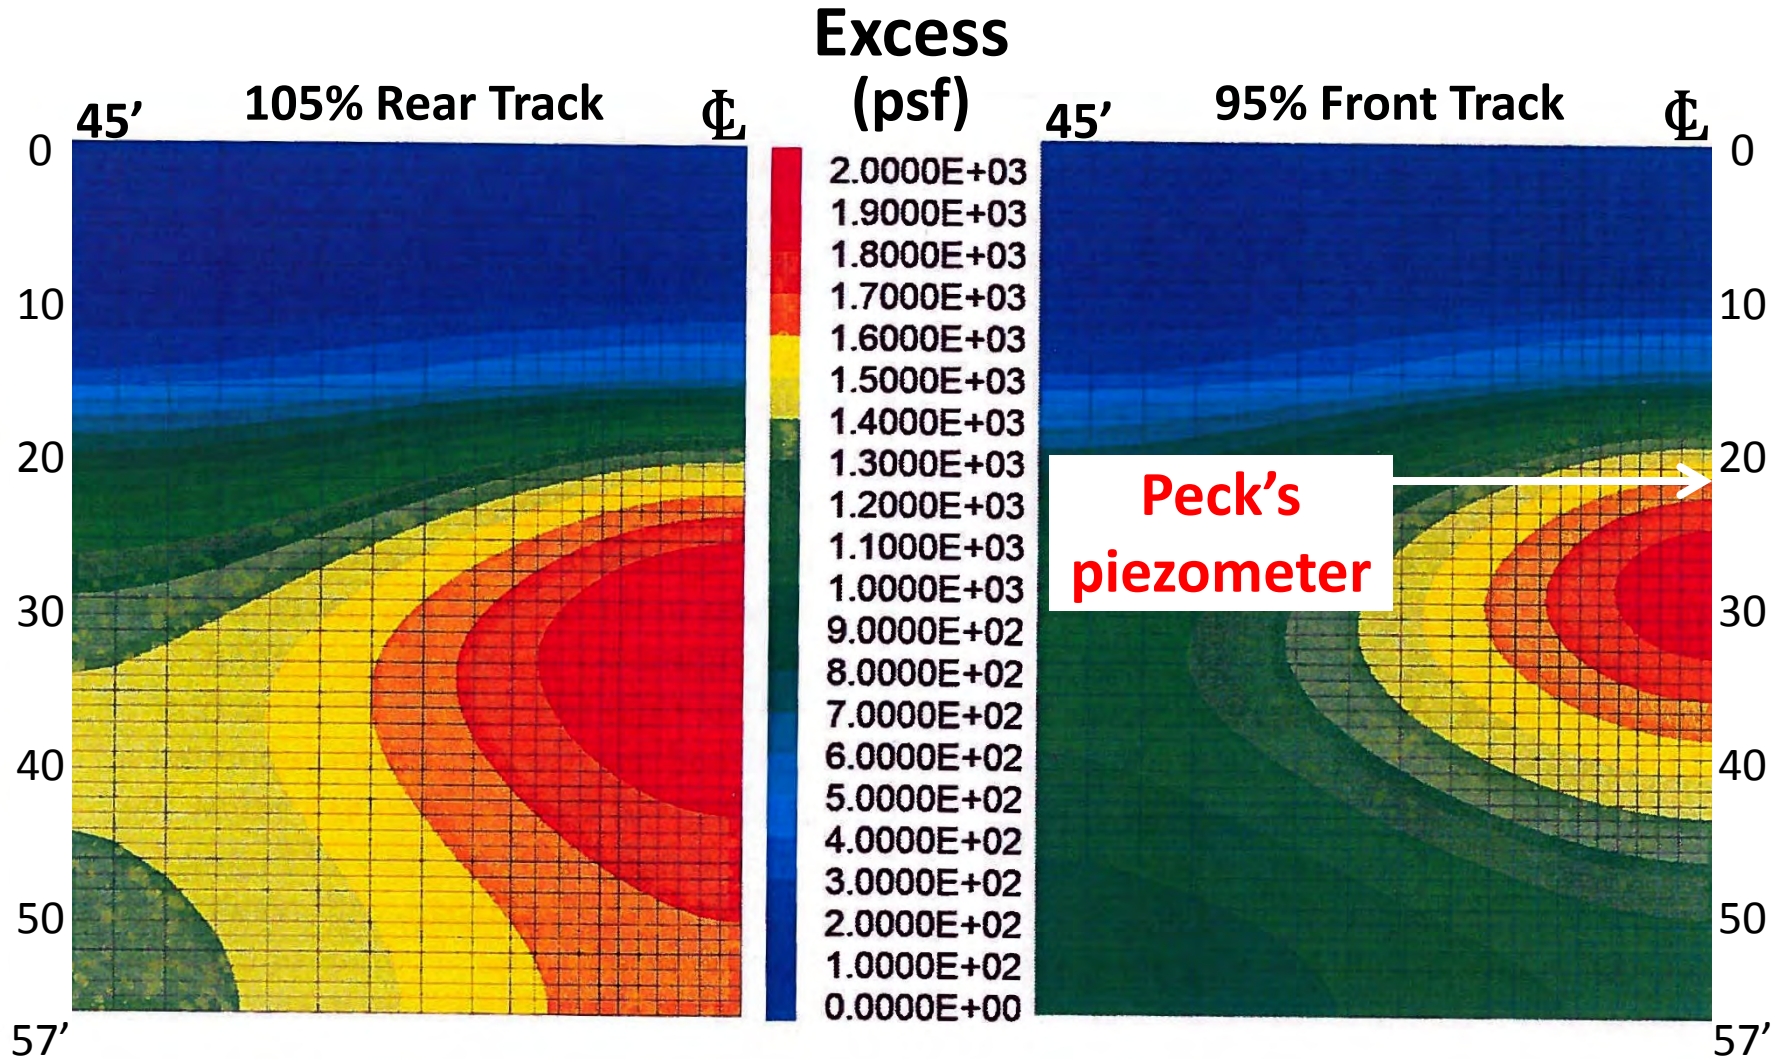 Excess
(psf)
105% Rear Track
45’
℄
0
10
20
30
40
50
57’
2.0000E+03
1.9000E+03
1.8000E+03
1.7000E+03
1.6000E+03
1.5000E+03
1.4000E+03
1.3000E+03
1.2000E+03
1.1000E+03
1.0000E+03
9.0000E+02
8.0000E+02
7.0000E+02
6.0000E+02
5.0000E+02
4.0000E+02
3.0000E+02
2.0000E+02
1.0000E+02
0.0000E+00
95% Front Track
45’
℄
Peck’s
piezometer
0
10
20
30
40
50
57’